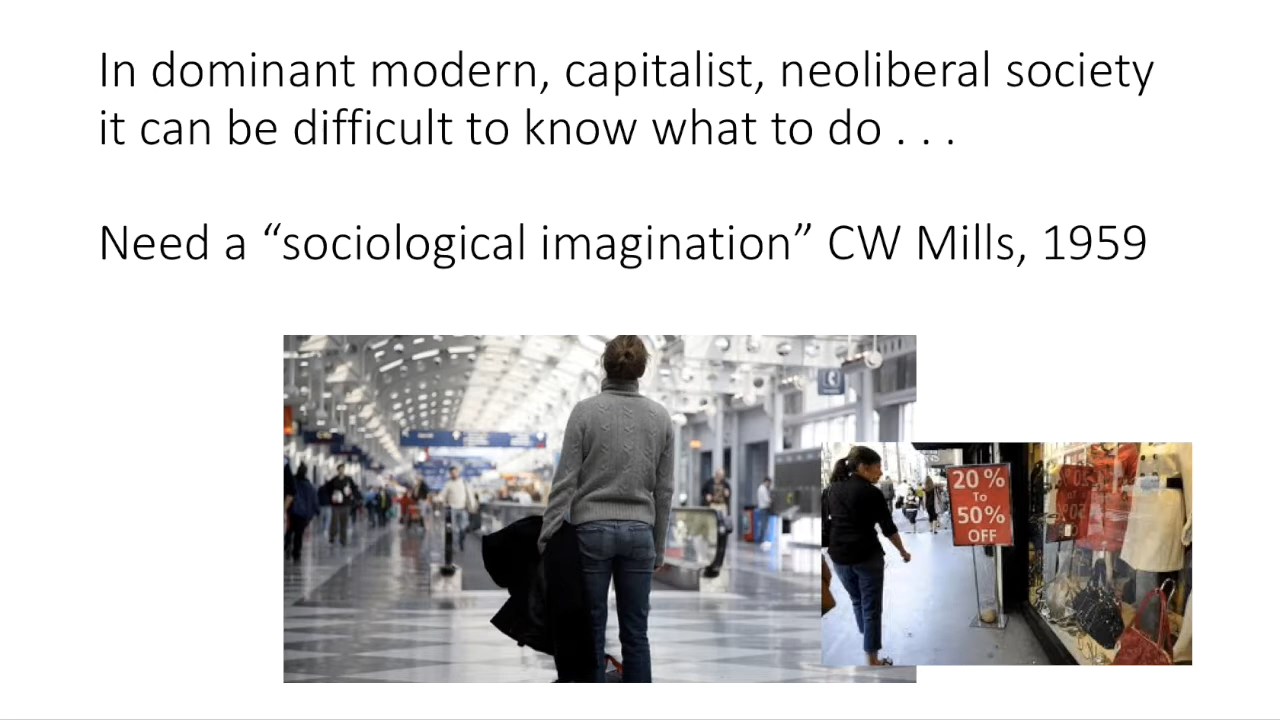 In dominant modern, capitalist, neoliberal society
it can be difficult to know what to do . . .
Need a “sociological imagination” CW Mills, 1959
20 %
To
50%
OFF